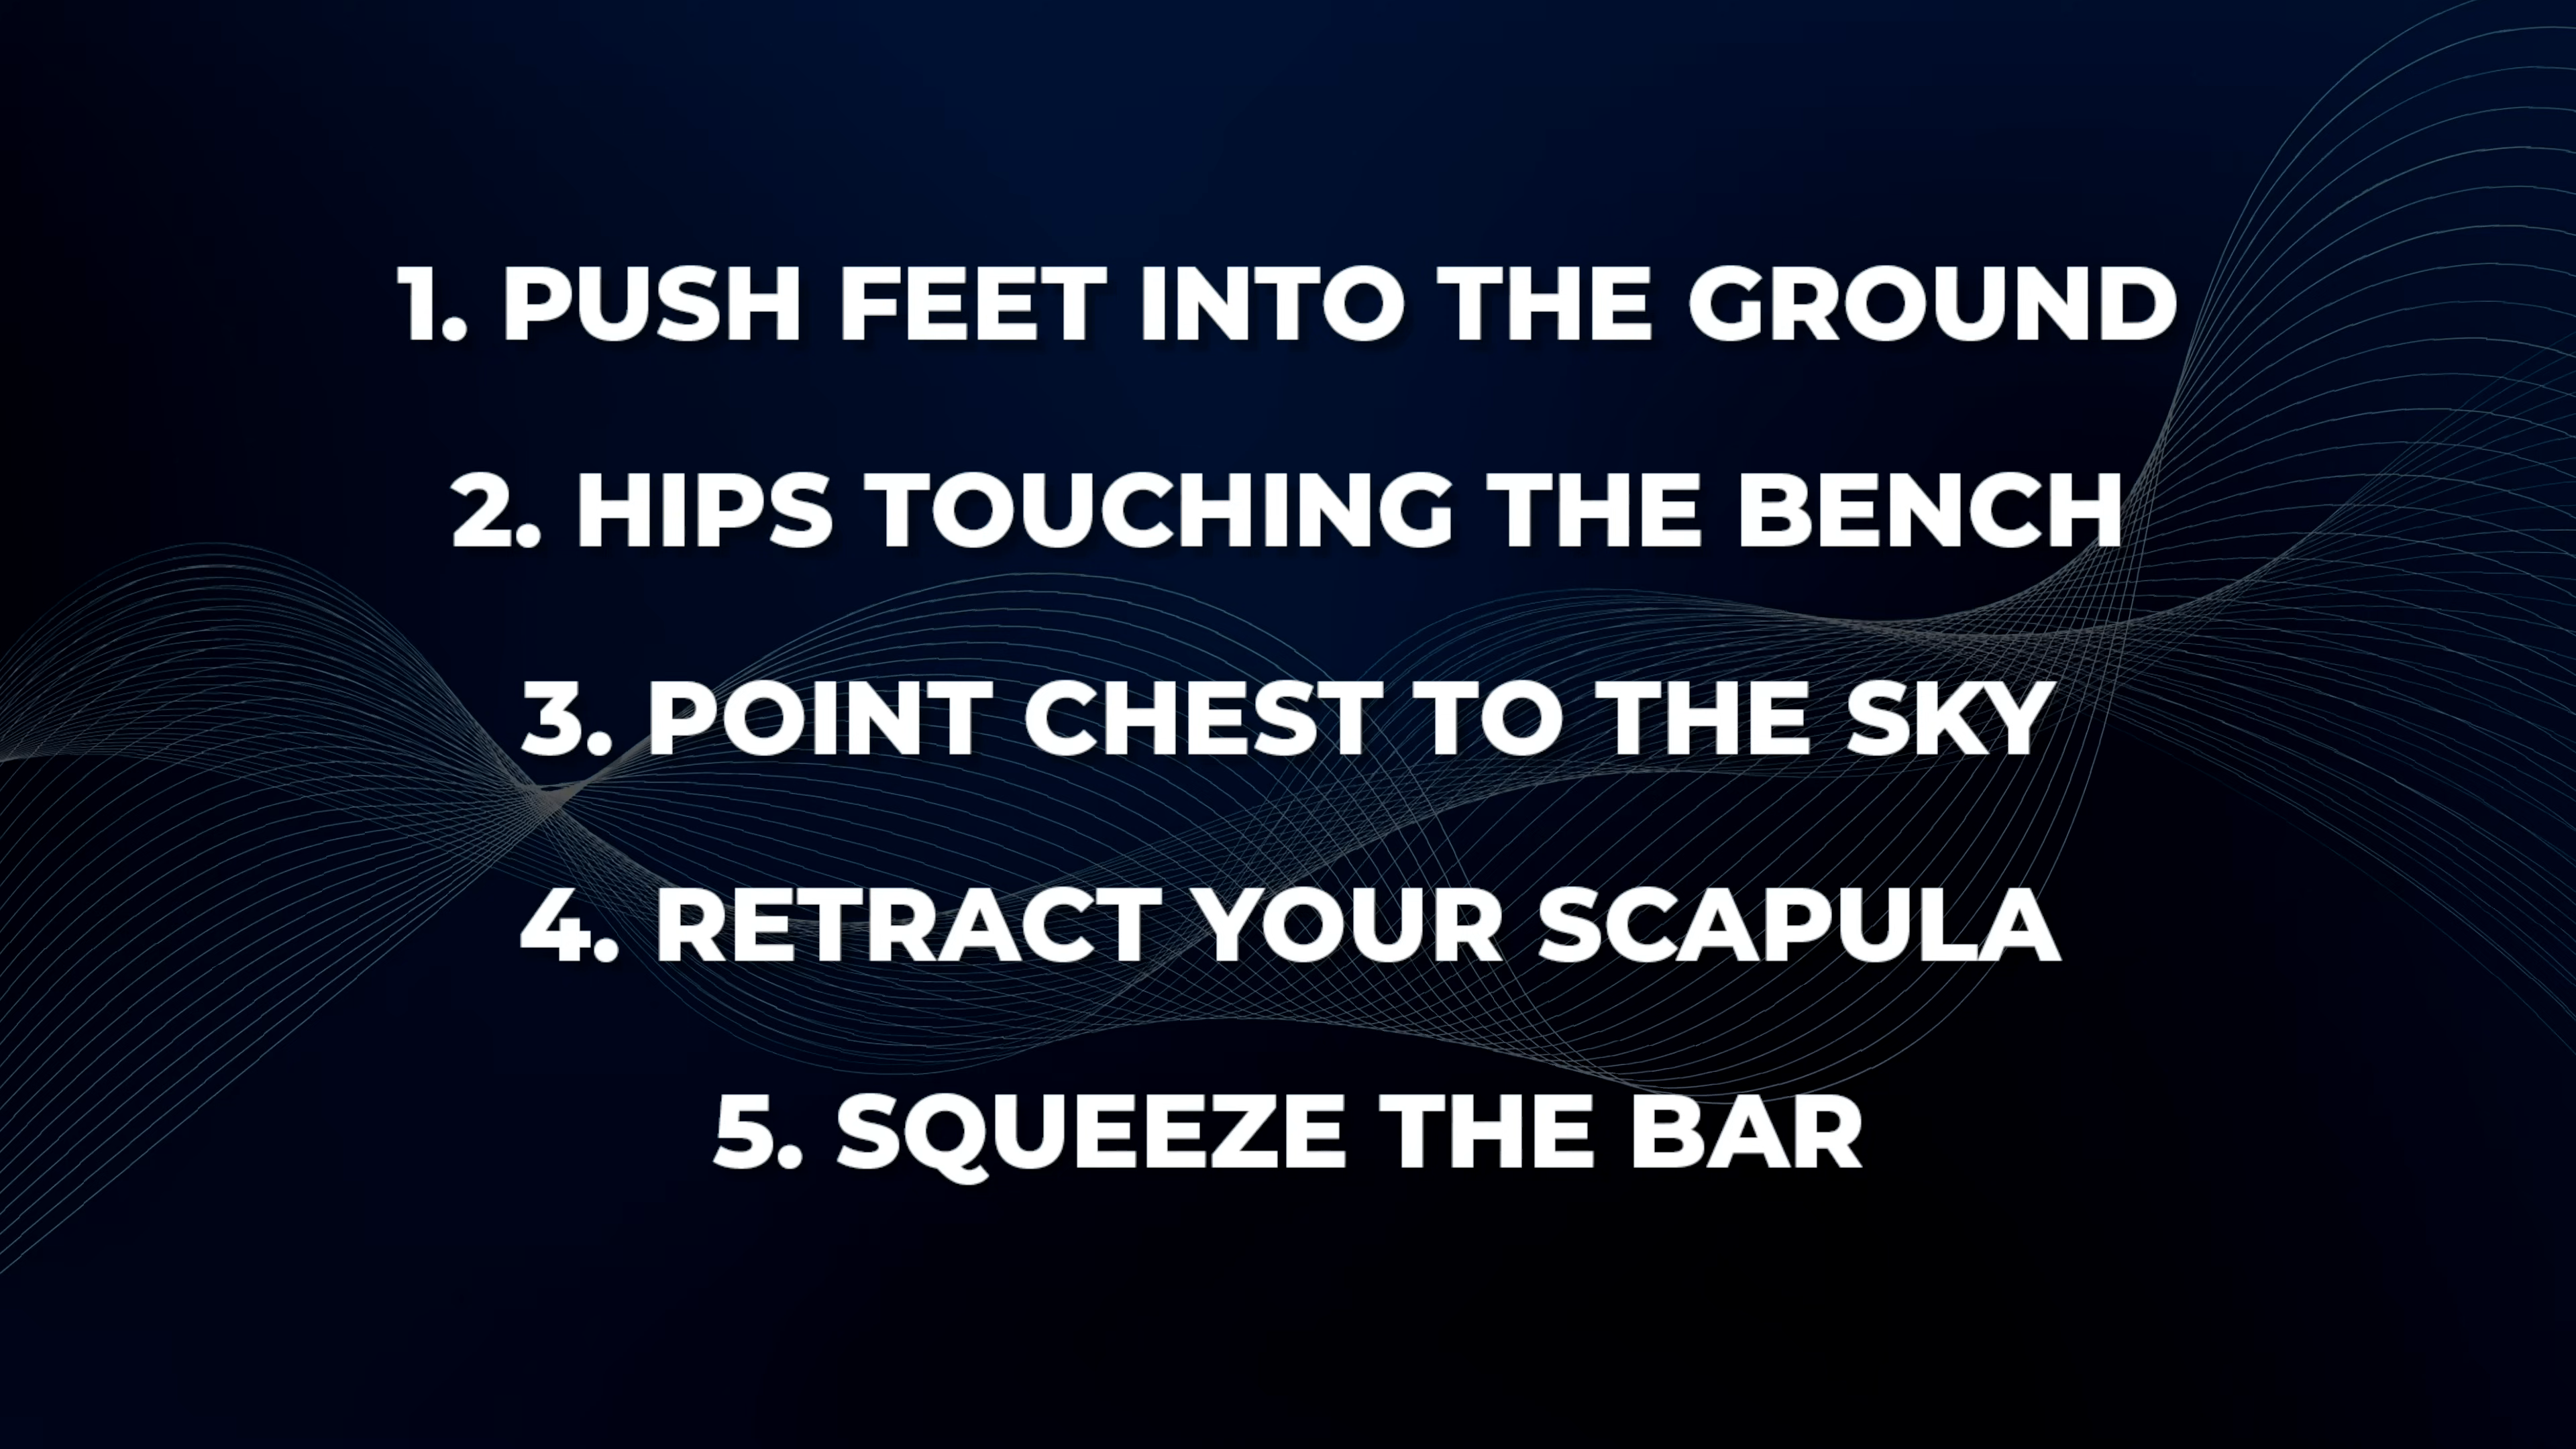 1. PUSH FEET INTO THE GROUND
2. HIPS TOUCHING THE BENCH
3. POINT CHEST TO THE SKY
4. RETRACT YOUR SCAPULA
5. SQUEEZE THE BAR